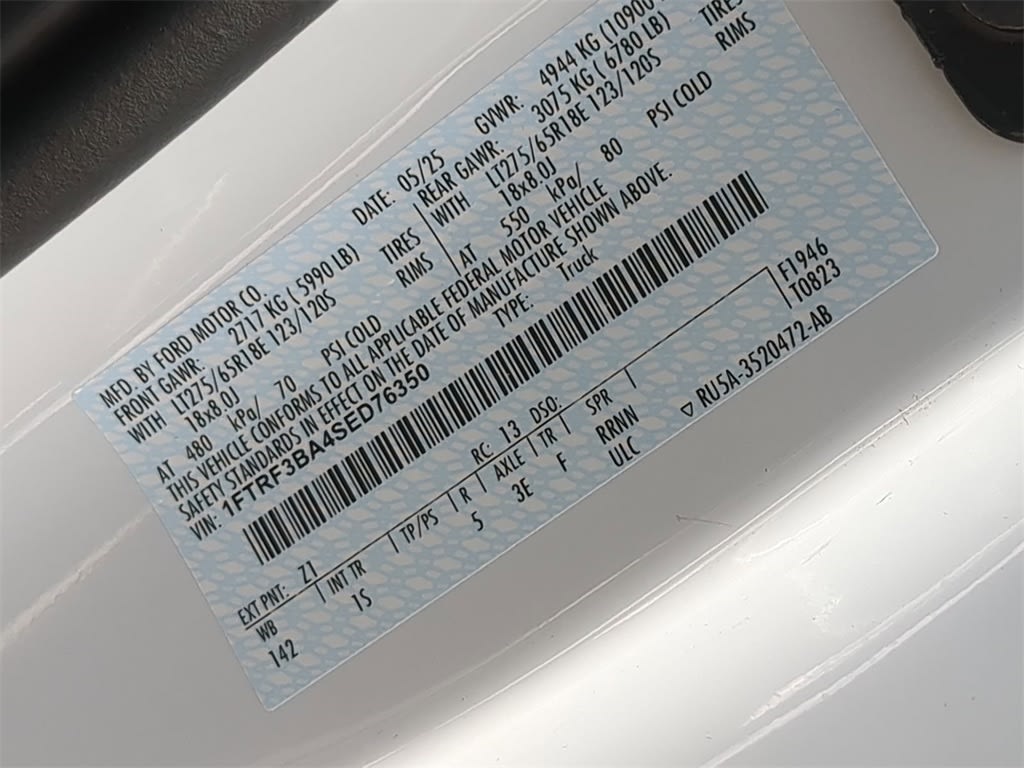 MFD. BY FORD MOTOR CO.
DATE: 05/25 GVWR: 4944 KG (10900
FRONT GAWR: 2717 KG ( 5990 LB) REAR GAWR: 3075 KG ( 6780 LB)
WITH LT275/65R18E 123/120S TIRES WITH LT275/65R18E 123/120S TIRES
18x8.0J RIMS 18x8.0J RIMS
AT 480 kPa/ 70 PSI COLD AT 550 kPa/ 80 PSI COLD
THIS VEHICLE CONFORMS TO ALL APPLICABLE FEDERAL MOTOR VEHICLE
SAFETY STANDARDS IN EFFECT ON THE DATE OF MANUFACTURE SHOWN ABOVE.
VIN: 1FTRF3BA4SED76350 TYPE: Truck
F1946
T0823
EXT PNT: Z1 RC: 13 DSO:
WB INT TR TP/PS R AXLE TR SPR
142 1S 5 3E F RRNN
ULC
▽ RU5A-3520472-AB